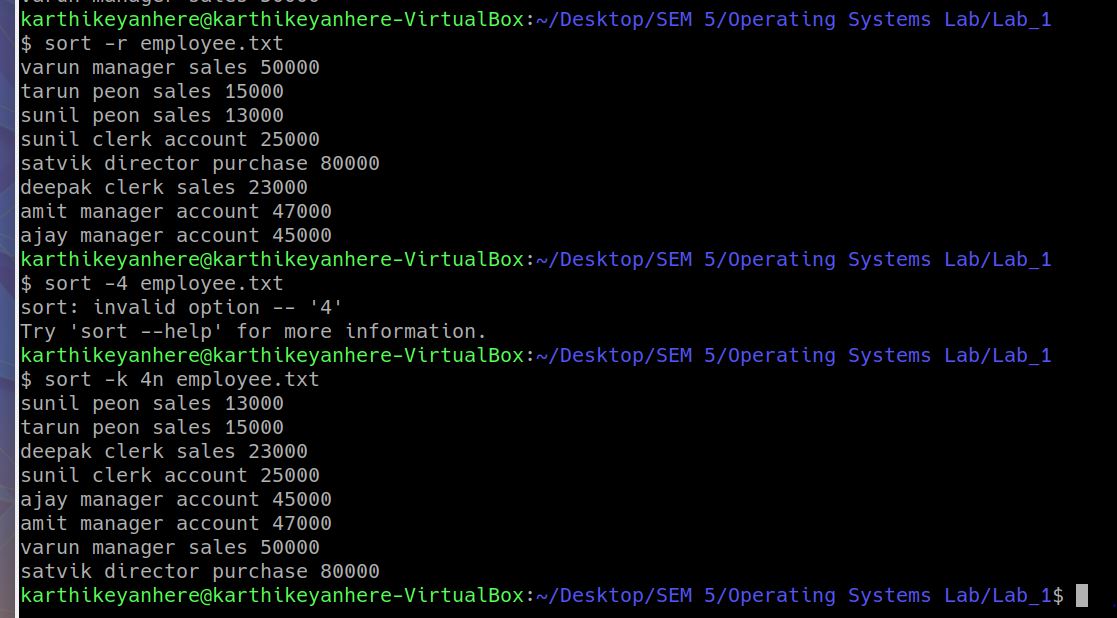 varun manager sales 50000
karthikeyanhere@karthikeyanhere-VirtualBox:~/Desktop/SEM 5/Operating Systems Lab/Lab_1
$ sort -r employee.txt
varun manager sales 50000
tarun peon sales 15000
sunil peon sales 13000
sunil clerk account 25000
satvik director purchase 80000
deepak clerk sales 23000
amit manager account 47000
ajay manager account 45000
karthikeyanhere@karthikeyanhere-VirtualBox:~/Desktop/SEM 5/Operating Systems Lab/Lab_1
$ sort -4 employee.txt
sort: invalid option -- '4'
Try 'sort --help' for more information.
karthikeyanhere@karthikeyanhere-VirtualBox:~/Desktop/SEM 5/Operating Systems Lab/Lab_1
$ sort -k 4n employee.txt
sunil peon sales 13000
tarun peon sales 15000
deepak clerk sales 23000
sunil clerk account 25000
ajay manager account 45000
amit manager account 47000
varun manager sales 50000
satvik director purchase 80000
karthikeyanhere@karthikeyanhere-VirtualBox:~/Desktop/SEM 5/Operating Systems Lab/Lab_1$